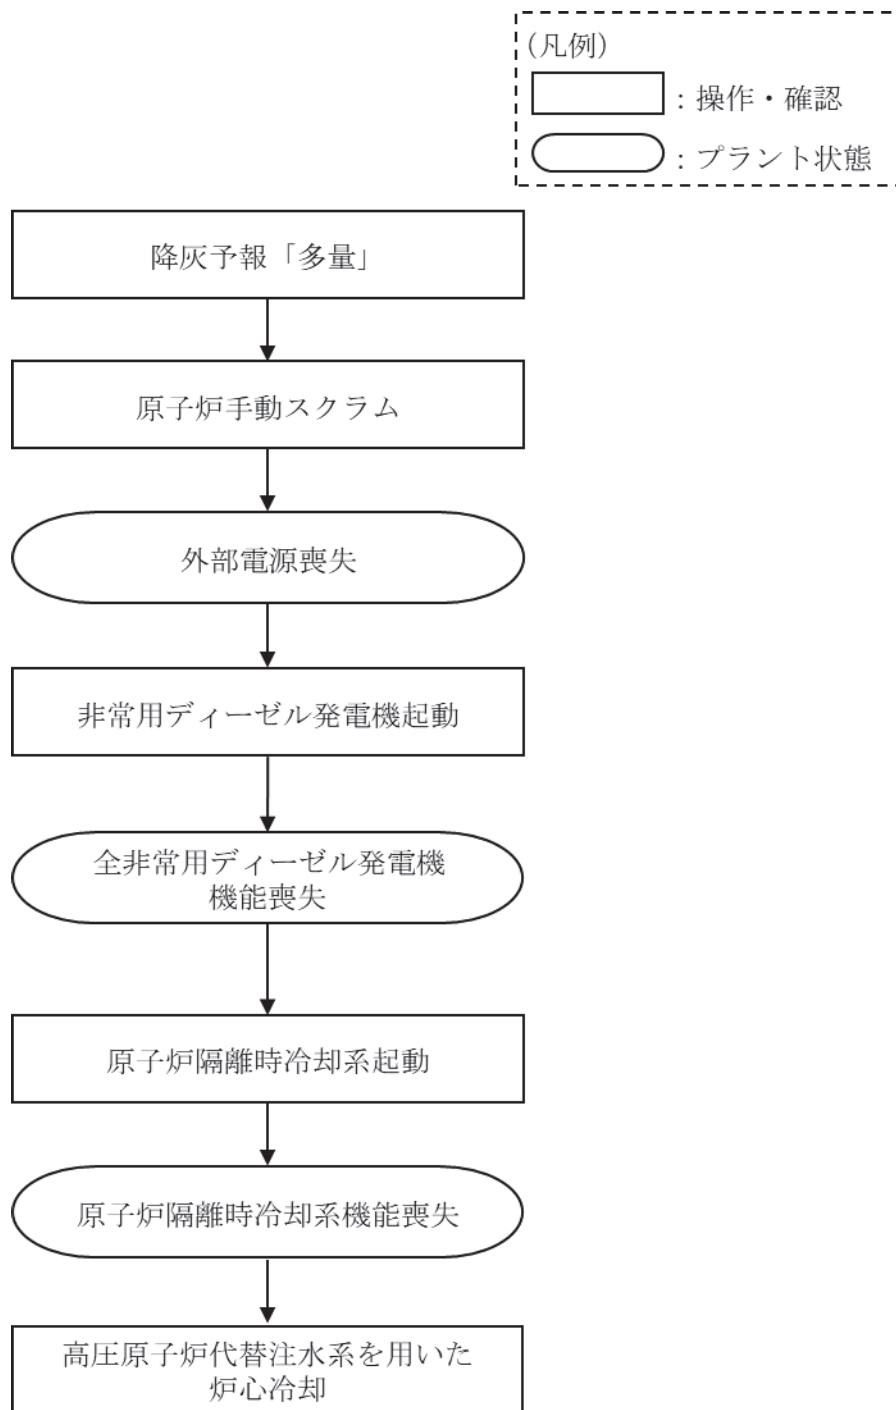 (凡例)
：操作・確認
：プラント状態
降灰予報「多量」
原子炉手動スクラム
外部電源喪失
非常用ディーゼル発電機起動
全非常用ディーゼル発電機
機能喪失
原子炉隔離時冷却系起動
原子炉隔離時冷却系機能喪失
高圧原子炉代替注水系を用いた
炉心冷却